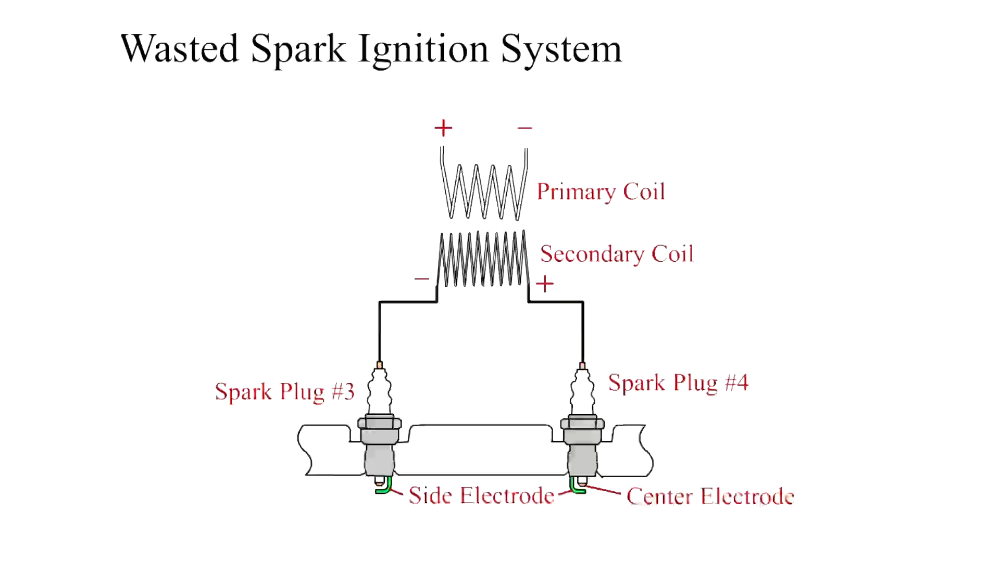 Wasted Spark Ignition System
+ −
Primary Coil
Secondary Coil
− +
Spark Plug #3
Spark Plug #4
Side Electrode
Center Electrode